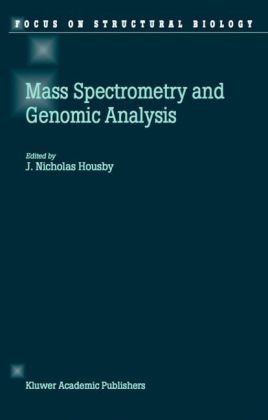 FOCUS ON STRUCTURAL BIOLOGY
Mass Spectrometry and
Genomic Analysis
Edited by
J. Nicholas Housby
Kluwer Academic Publishers